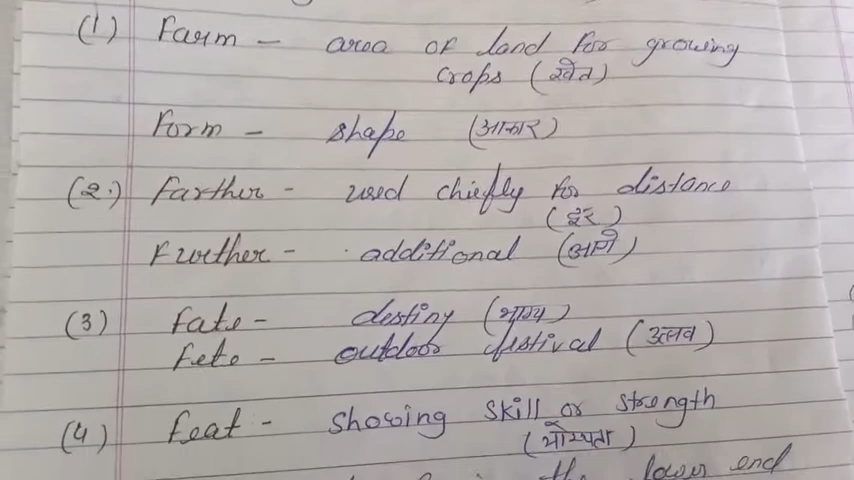 (1) Farm - area of land for growing
crops (खेत)
Form - shape (आकार)
(2.) Farther - used chiefly for distance
(दूर)
Further - additional (आगे)
(3) Fate - destiny (भाग्य)
Fete - outdoor festival (उत्सव)
(4) Feat - Showing skill or strength
(योग्यता)
the lower end